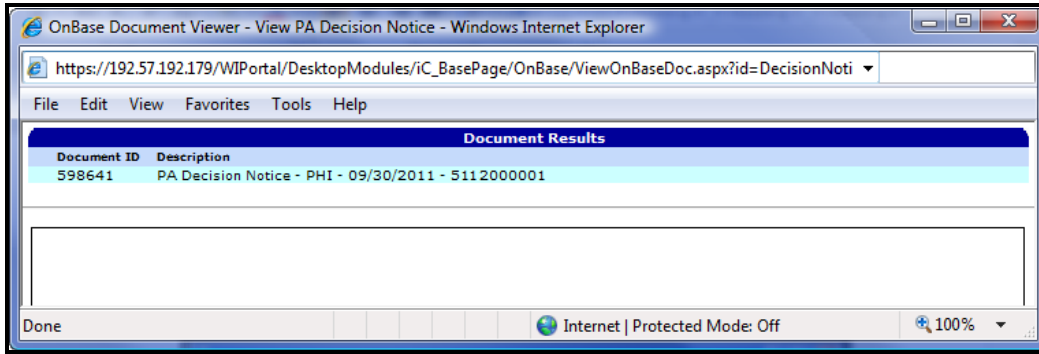 OnBase Document Viewer - View PA Decision Notice - Windows Internet Explorer
https://192.57.192.179/WIPortal/DesktopModules/iC_BasePage/OnBase/ViewOnBaseDoc.aspx?id=DecisionNoti
File Edit View Favorites Tools Help
Document Results
Document ID Description
598641 PA Decision Notice - PHI - 09/30/2011 - 5112000001
Done Internet | Protected Mode: Off 100%